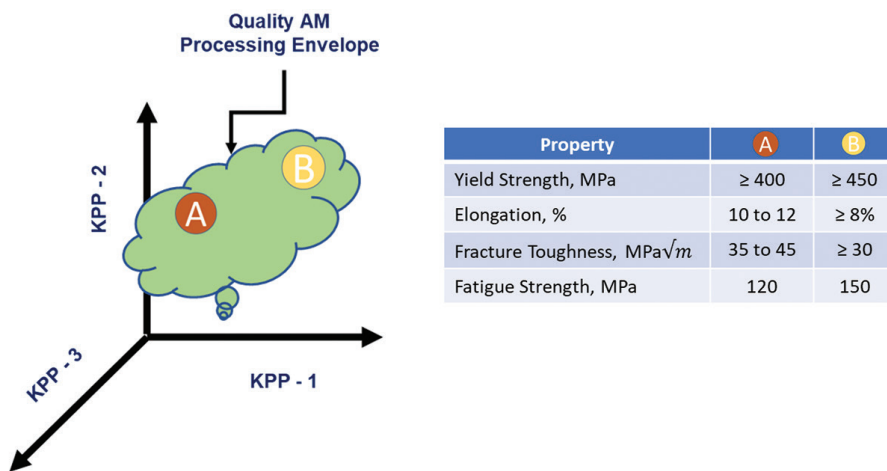 Quality AM
Processing Envelope
KPP - 2
A
B
KPP - 3
KPP - 1
Property A B
Yield Strength, MPa ≥ 400 ≥ 450
Elongation, % 10 to 12 ≥ 8%
Fracture Toughness, MPa√m 35 to 45 ≥ 30
Fatigue Strength, MPa 120 150